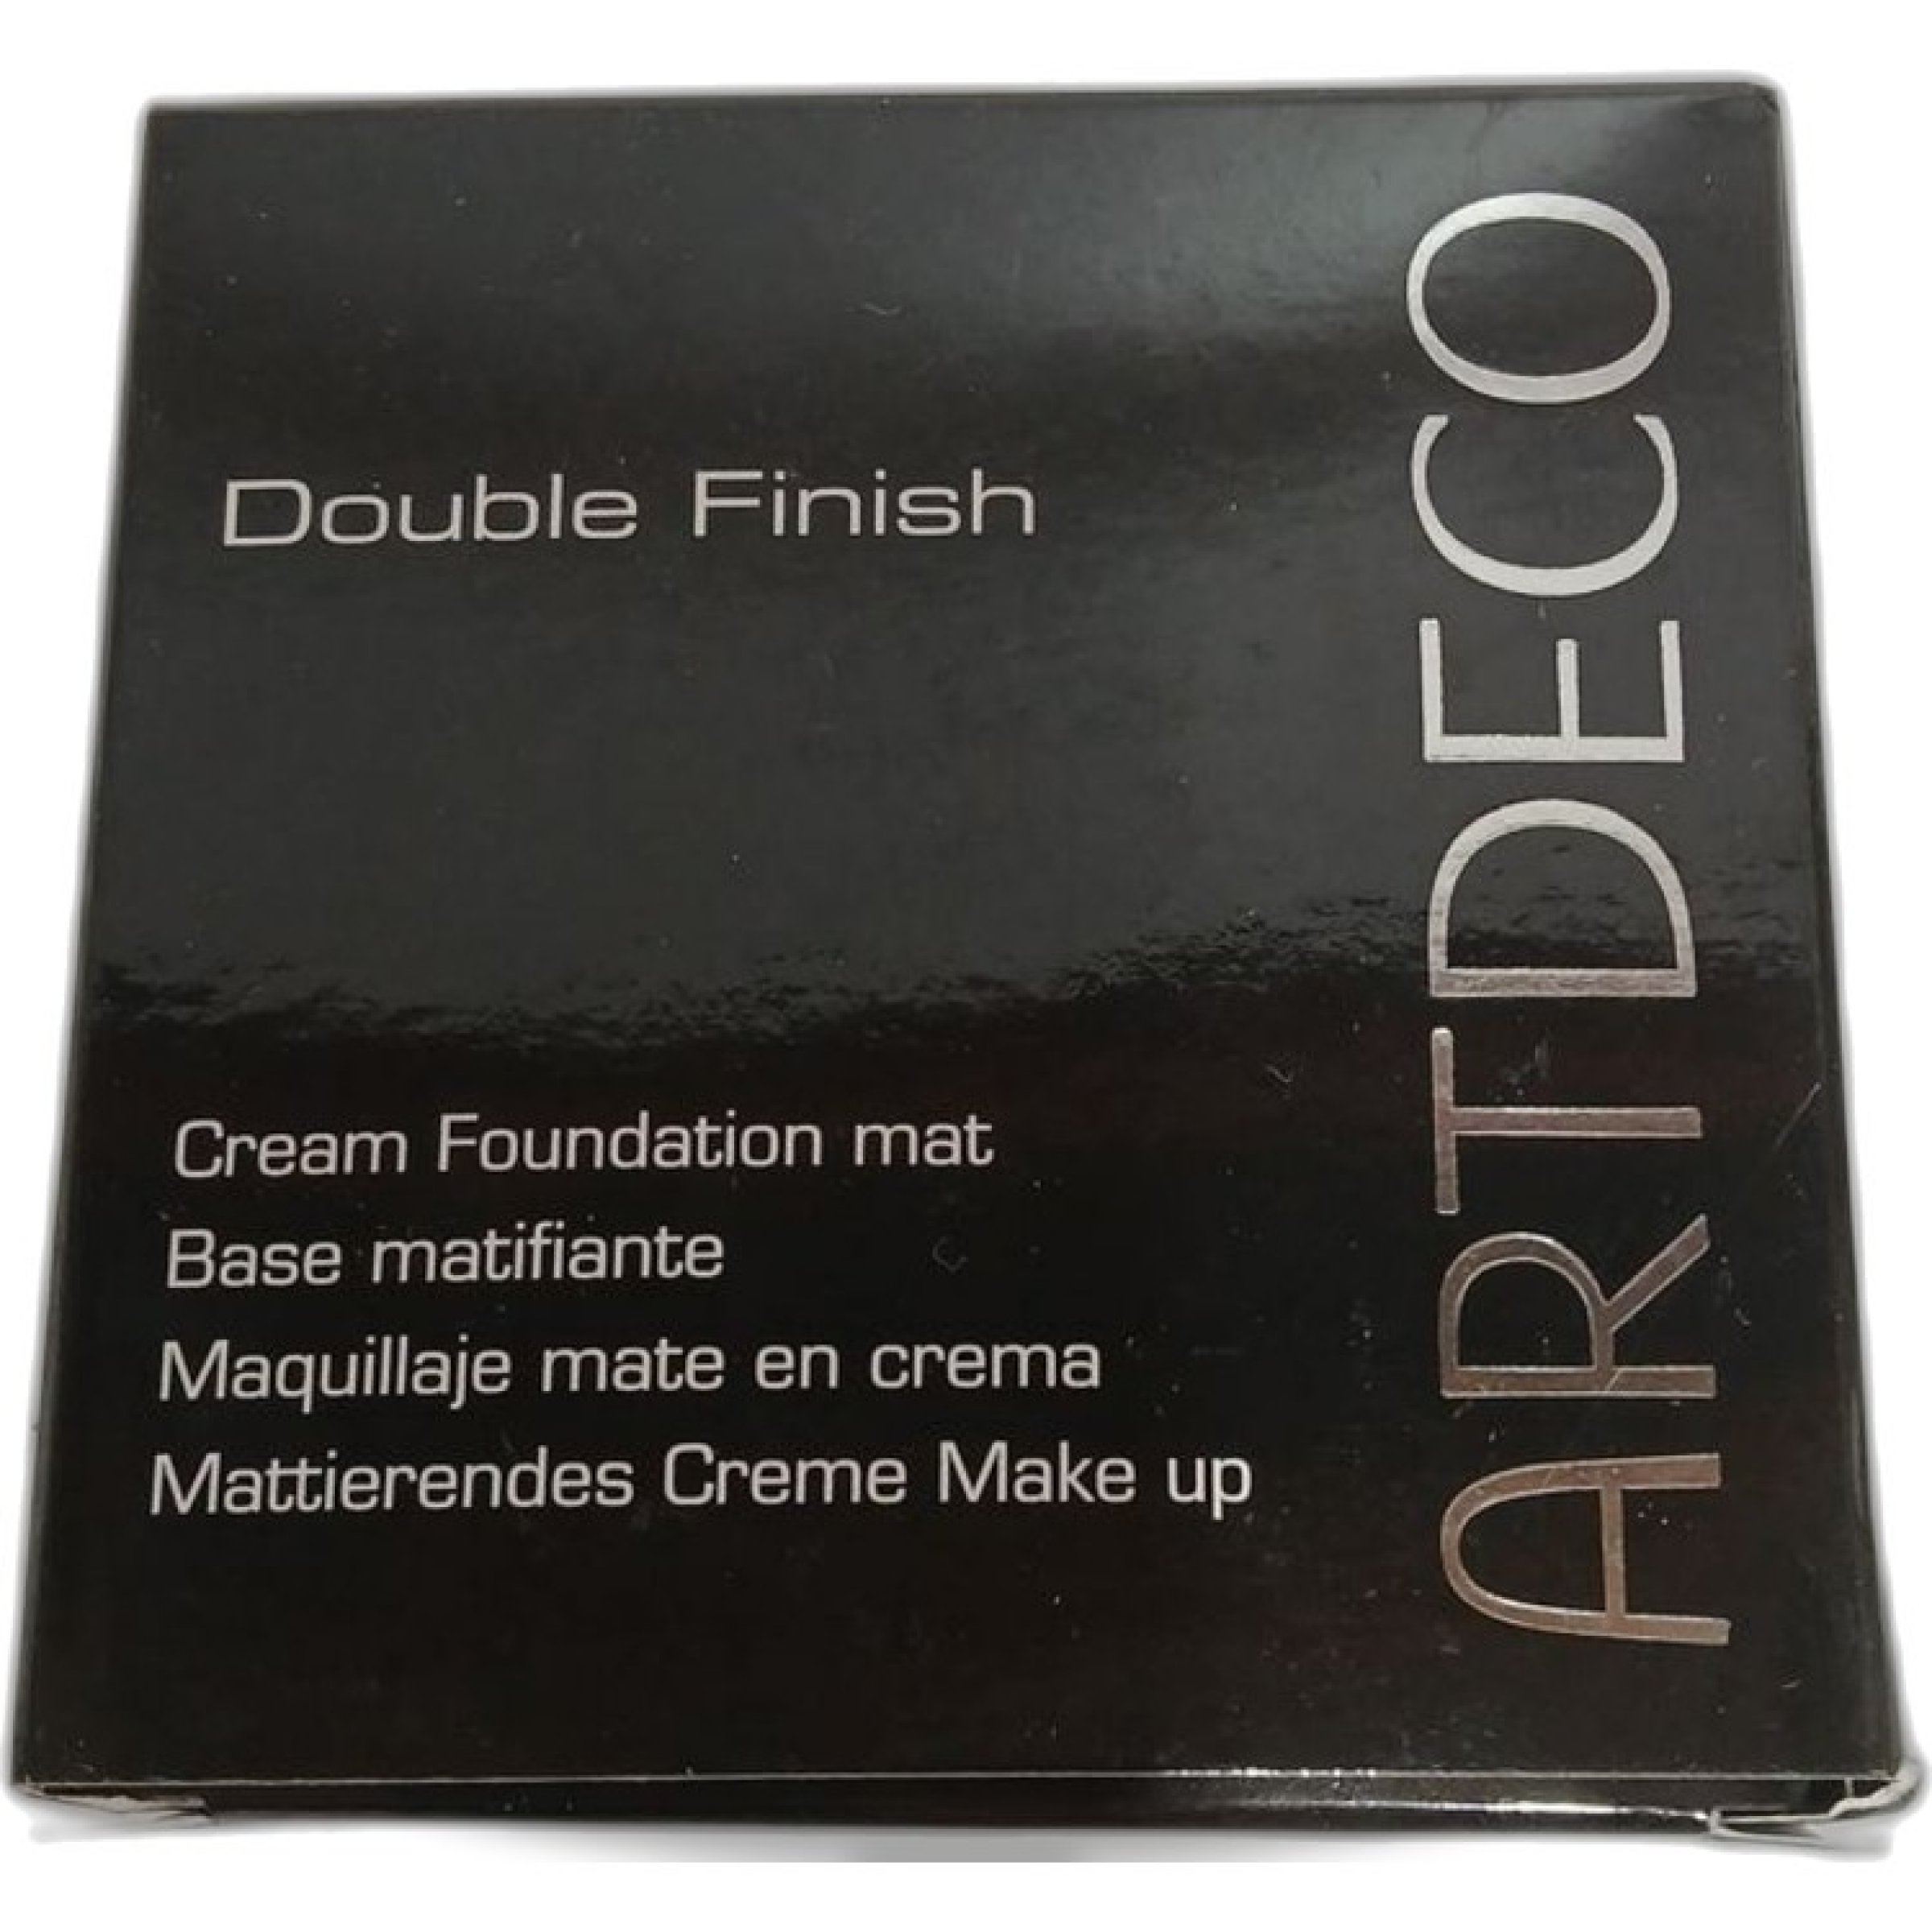 Double Finish
Cream Foundation mat
Base matifiante
Maquillaje mate en crema
Mattierendes Creme Make up
ARTDECO